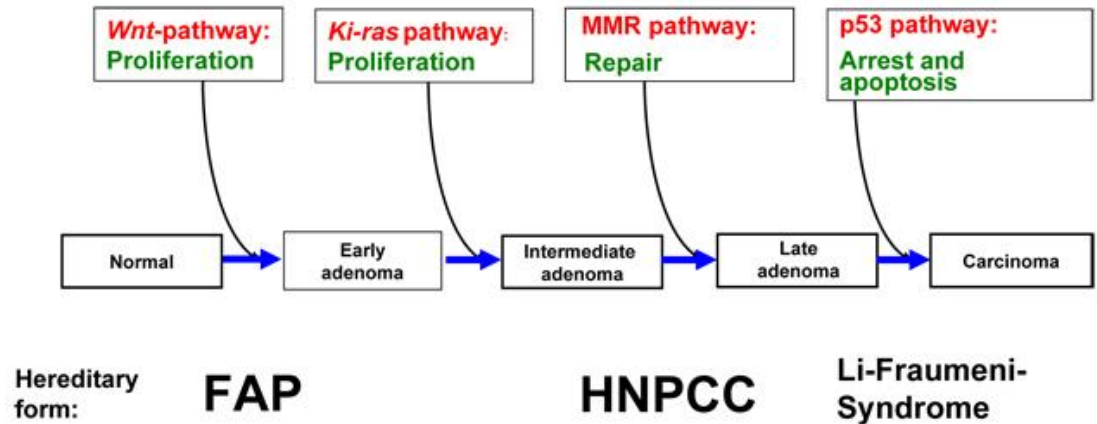 Wnt-pathway:
Proliferation
Ki-ras pathway:
Proliferation
MMR pathway:
Repair
p53 pathway:
Arrest and
apoptosis
Normal
Early
adenoma
Intermediate
adenoma
Late
adenoma
Carcinoma
Hereditary
form:
FAP
HNPCC
Li-Fraumeni-
Syndrome